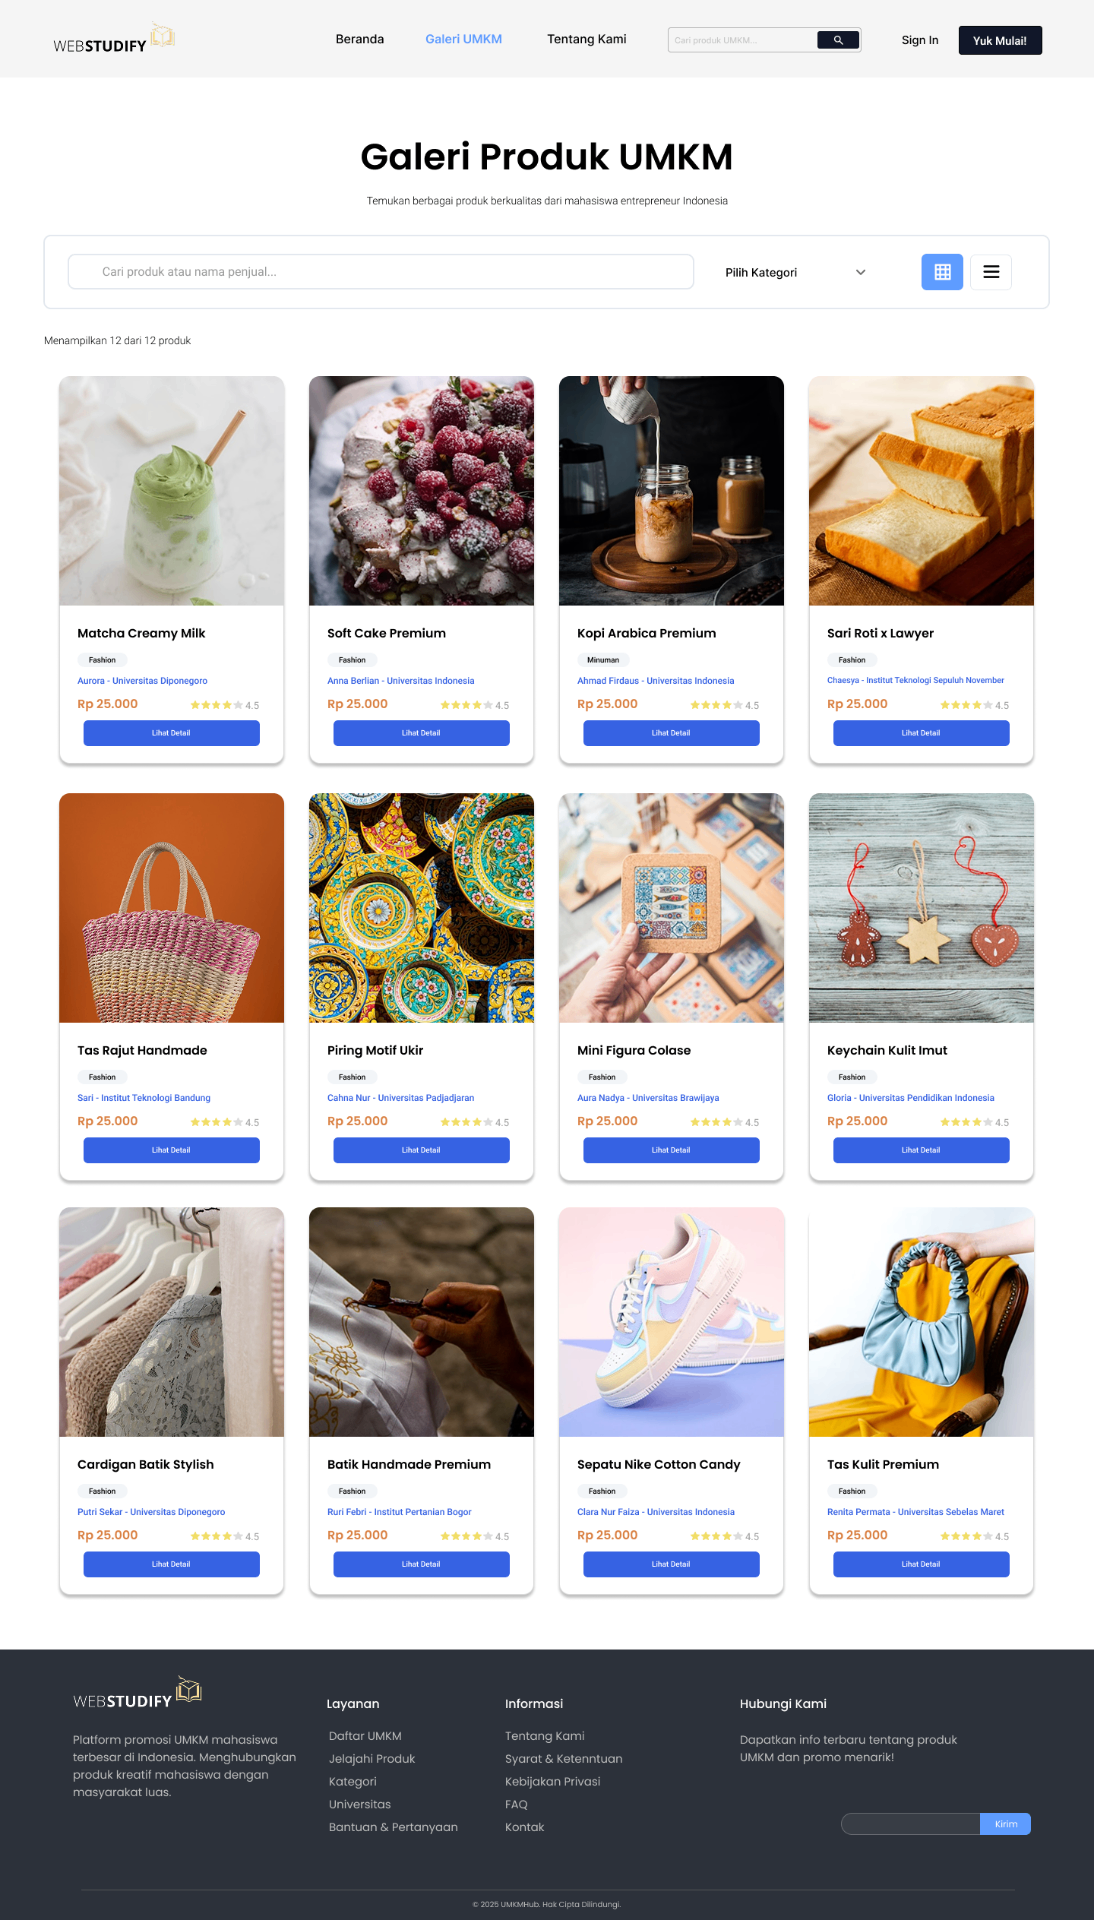 WEBSTUDIFY
Beranda
Galeri UMKM
Tentang Kami
Cari produk UMKM...
Sign In
Yuk Mulai!
Galeri Produk UMKM
Temukan berbagai produk berkualitas dari mahasiswa entrepreneur Indonesia
Cari produk atau nama penjual...
Pilih Kategori
Menampilkan 12 dari 12 produk
Matcha Creamy Milk
Fashion
Aurora - Universitas Diponegoro
Rp 25.000
4.5
Lihat Detail
Soft Cake Premium
Fashion
Anna Berlian - Universitas Indonesia
Rp 25.000
4.5
Lihat Detail
Kopi Arabica Premium
Minuman
Ahmad Firdaus - Universitas Indonesia
Rp 25.000
4.5
Lihat Detail
Sari Roti x Lawyer
Fashion
Chaesya - Institut Teknologi Sepuluh November
Rp 25.000
4.5
Lihat Detail
Tas Rajut Handmade
Fashion
Sari - Institut Teknologi Bandung
Rp 25.000
4.5
Lihat Detail
Piring Motif Ukir
Fashion
Cahna Nur - Universitas Padjadjaran
Rp 25.000
4.5
Lihat Detail
Mini Figura Colase
Fashion
Aura Nadya - Universitas Brawijaya
Rp 25.000
4.5
Lihat Detail
Keychain Kulit Imut
Fashion
Gloria - Universitas Pendidikan Indonesia
Rp 25.000
4.5
Lihat Detail
Cardigan Batik Stylish
Fashion
Putri Sekar - Universitas Diponegoro
Rp 25.000
4.5
Lihat Detail
Batik Handmade Premium
Fashion
Ruri Febri - Institut Pertanian Bogor
Rp 25.000
4.5
Lihat Detail
Sepatu Nike Cotton Candy
Fashion
Clara Nur Faiza - Universitas Indonesia
Rp 25.000
4.5
Lihat Detail
Tas Kulit Premium
Fashion
Renita Permata - Universitas Sebelas Maret
Rp 25.000
4.5
Lihat Detail
WEBSTUDIFY
Platform promosi UMKM mahasiswa
terbesar di Indonesia. Menghubungkan
produk kreatif mahasiswa dengan
masyarakat luas.
Layanan
Daftar UMKM
Jelajahi Produk
Kategori
Universitas
Bantuan & Pertanyaan
Informasi
Tentang Kami
Syarat & Ketenntuan
Kebijakan Privasi
FAQ
Kontak
Hubungi Kami
Dapatkan info terbaru tentang produk
UMKM dan promo menarik!
Kirim
© 2025 UMKMHub. Hak Cipta Dilindungi.